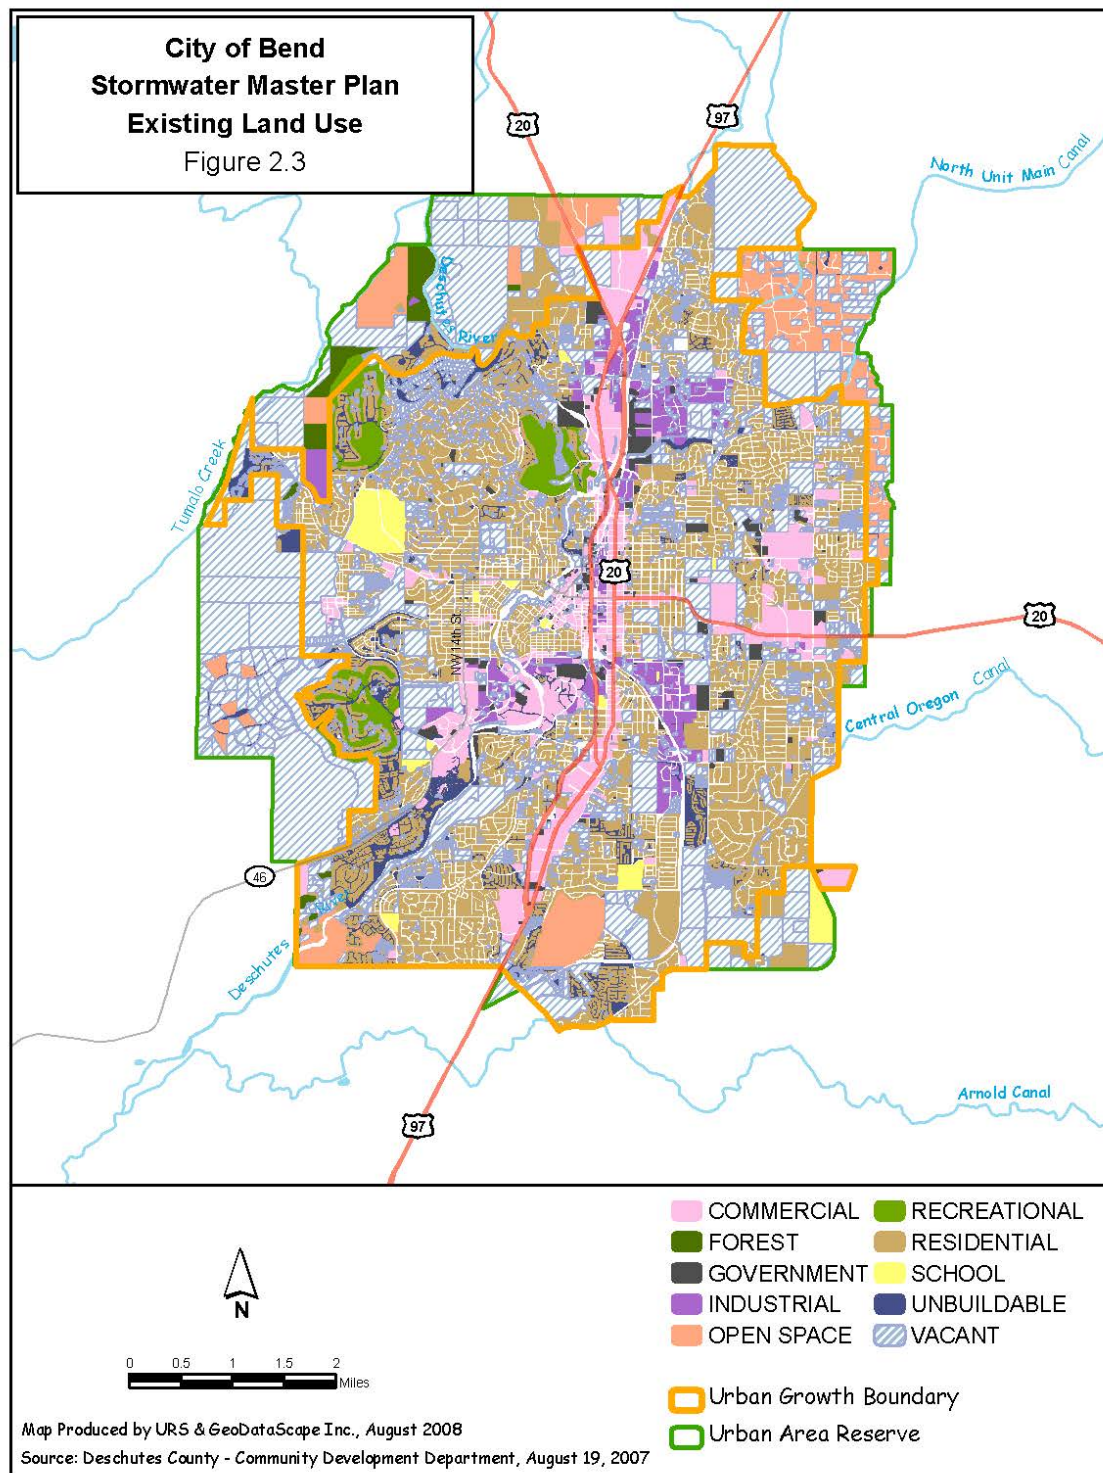 City of Bend
Stormwater Master Plan
Existing Land Use
Figure 2.3
20
97
North Unit Main Canal
Deschutes
River
Tumalo Creek
20
NW 14th St
20
Central Oregon Canal
46
River
Deschutes
Arnold Canal
97
COMMERCIAL
FOREST
GOVERNMENT
INDUSTRIAL
OPEN SPACE
RECREATIONAL
RESIDENTIAL
SCHOOL
UNBUILDABLE
VACANT
Urban Growth Boundary
Urban Area Reserve
N
0 0.5 1 1.5 2
Miles
Map Produced by URS & GeoDataScape Inc., August 2008
Source: Deschutes County - Community Development Department, August 19, 2007